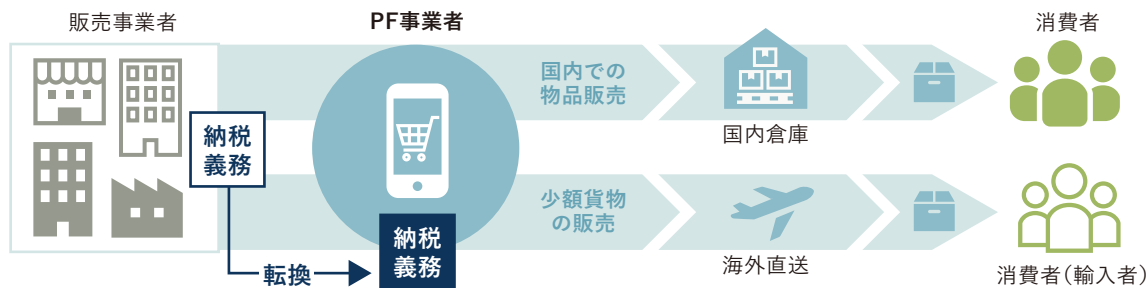 販売事業者
PF事業者
消費者
国内での
物品販売
国内倉庫
納税
義務
少額貨物
の販売
海外直送
納税
義務
転換
消費者(輸入者)